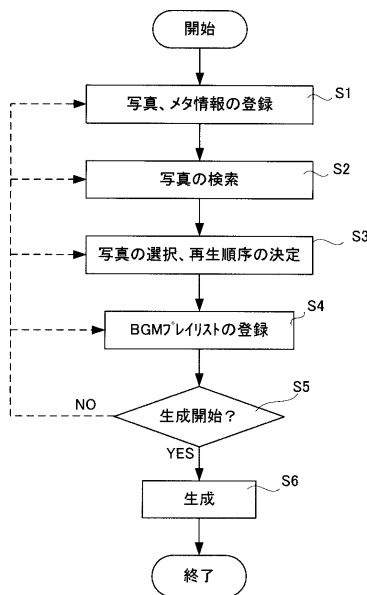 開始
写真、メタ情報の登録
S1
写真の検索
S2
写真の選択、再生順序の決定
S3
BGMﾌﾟﾚｲﾘｽﾄの登録
S4
生成開始？
S5
NO
YES
生成
S6
終了